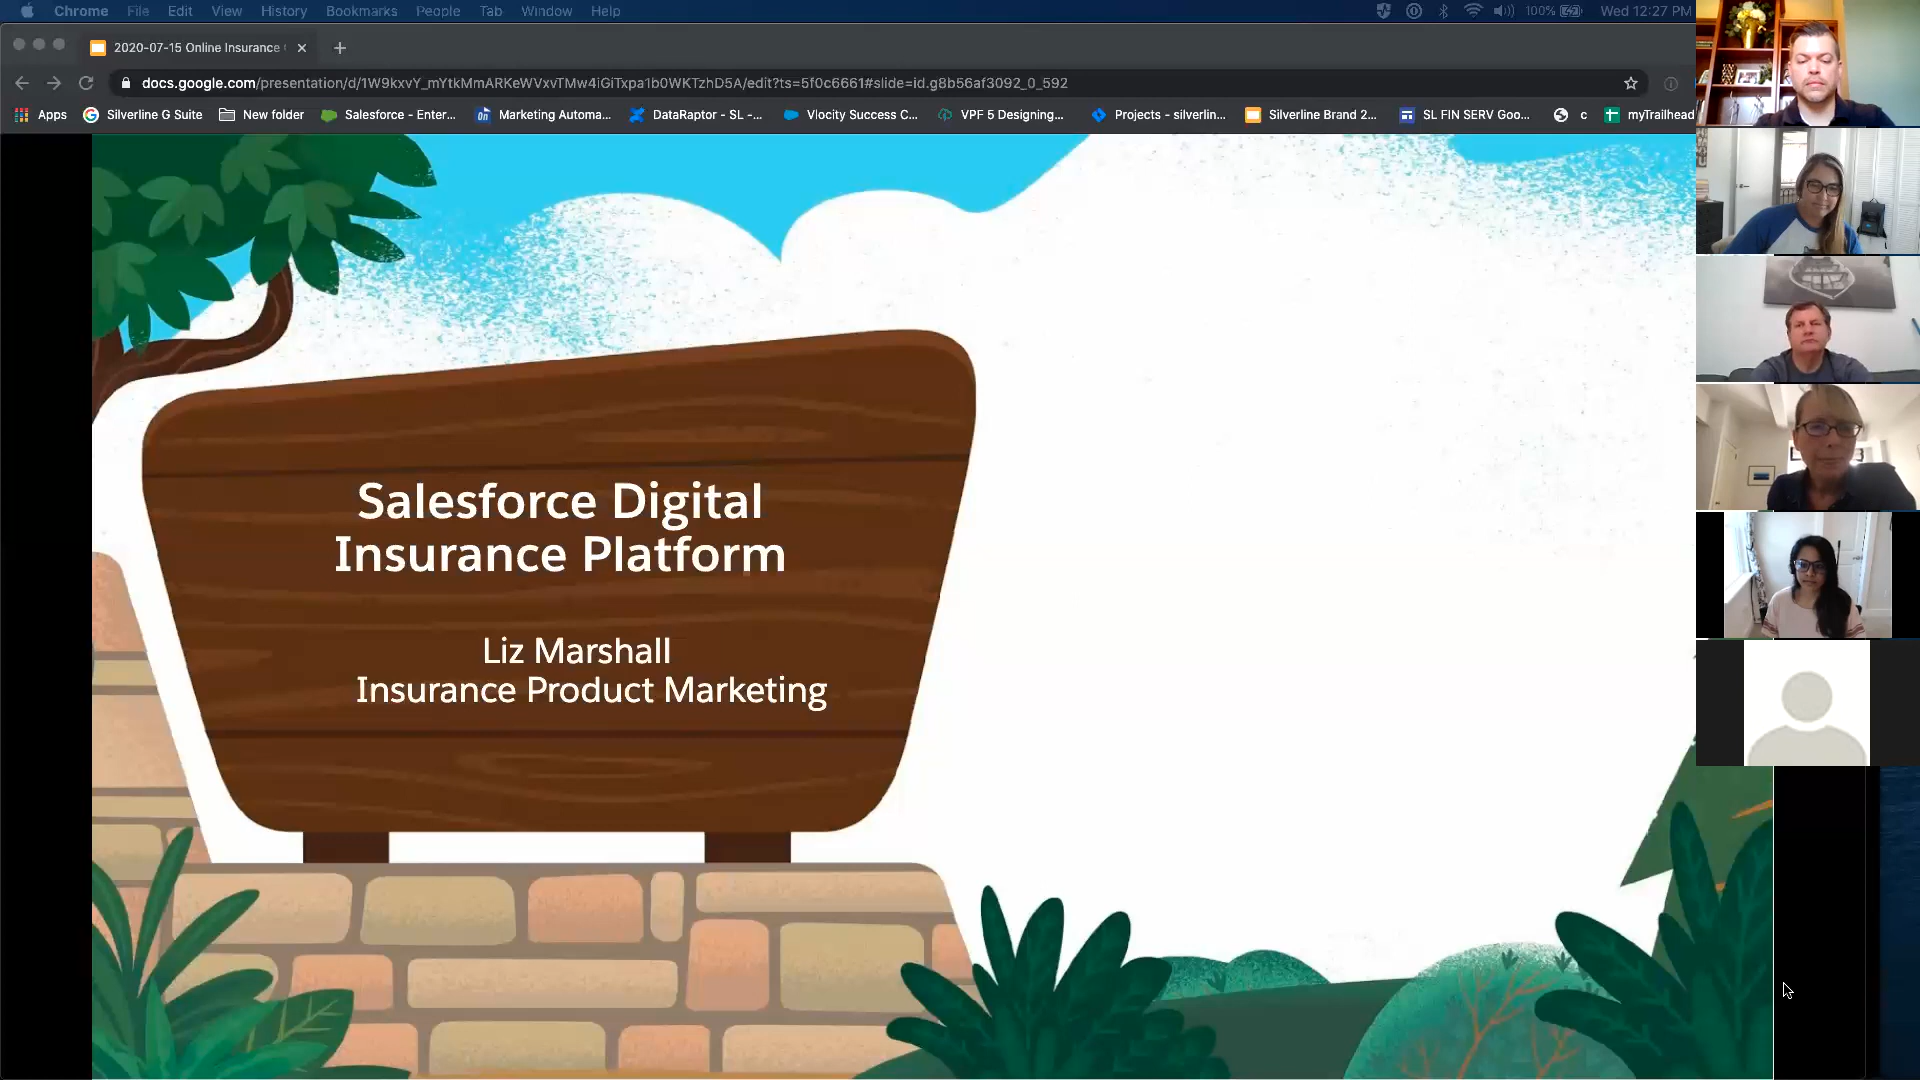 Chrome File Edit View History Bookmarks People Tab Window Help 100% Wed 12:27 PM
2020-07-15 Online Insurance
docs.google.com/presentation/d/1W9kxvY_mYtkMmARKeWVxvTMw4iGiTxpa1b0WKTzhD5A/edit?ts=5f0c6661#slide=id.g8b56af3092_0_592
Apps Silverline G Suite New folder Salesforce - Enter... Marketing Automa... DataRaptor - SL -... Vlocity Success C... VPF 5 Designing... Projects - silverlin... Silverline Brand 2... SL FIN SERV Goo... c myTrailhead
Salesforce Digital
Insurance Platform
Liz Marshall
Insurance Product Marketing